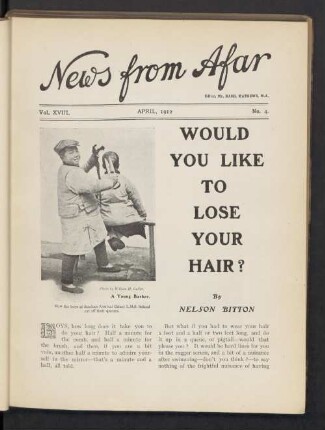 News from Afar
Vol. XVIII.
APRIL, 1912
No. 4.
WOULD
YOU LIKE
TO
LOSE
YOUR
HAIR?
By
NELSON BITTON
A Young Barber.
BOYS, how long does it take you to
do your hair? Half a minute for
the comb and half a minute for
the brush, and then, if you are a bit
vain, another half a minute to admire your-
self in the mirror—that's a minute and a
half, all told.
But what if you had to wear your hair
a foot and a half or two feet long, and do
it up in a queue, or pigtail—would that
please you? It would be hard lines for you
in the rugger scrum, and a bit of a nuisance
after swimming—don't you think?—to say
nothing of the frightful nuisance of having